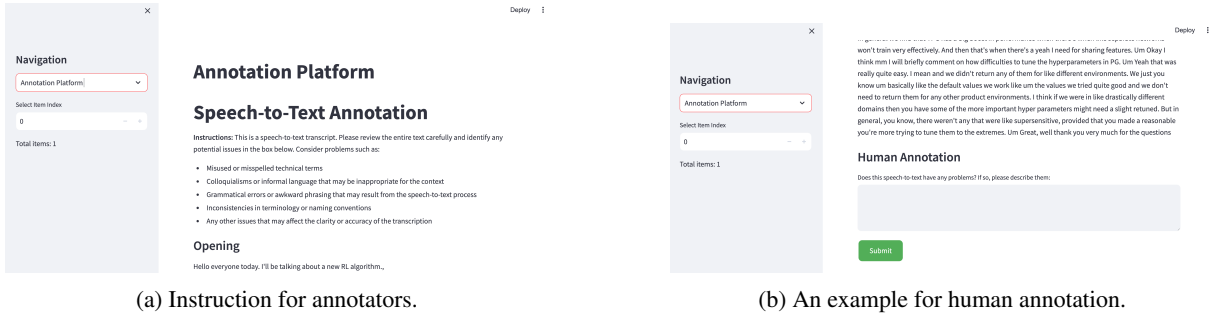 Deploy
Navigation
Annotation Platform
Select Item Index
0
Total items: 1
Annotation Platform
Speech-to-Text Annotation
Instructions: This is a speech-to-text transcript. Please review the entire text carefully and identify any
potential issues in the box below. Consider problems such as:
Misused or misspelled technical terms
Colloquialisms or informal language that may be inappropriate for the context
Grammatical errors or awkward phrasing that may result from the speech-to-text process
Inconsistencies in terminology or naming conventions
Any other issues that may affect the clarity or accuracy of the transcription
Opening
Hello everyone today. I'll be talking about a new RL algorithm.,
(a) Instruction for annotators.
Deploy
Navigation
Annotation Platform
Select Item Index
0
Total items: 1
won't train very effectively. And then that's when there's a yeah I need for sharing features. Um Okay I
think mm I will briefly comment on how difficulties to tune the hyperparameters in PG. Um Yeah that was
really quite easy. I mean and we didn't return any of them for like different environments. We just you
know um basically like the default values we work like um the values we tried quite good and we don't
need to return them for any other product environments. I think if we were in like drastically different
domains then you have some of the more important hyper parameters might need a slight retuned. But in
general, you know, there weren't any that were like supersensitive, provided that you made a reasonable
you're more trying to tune them to the extremes. Um Great, well thank you very much for the questions
Human Annotation
Does this speech-to-text have any problems? If so, please describe them:
Submit
(b) An example for human annotation.